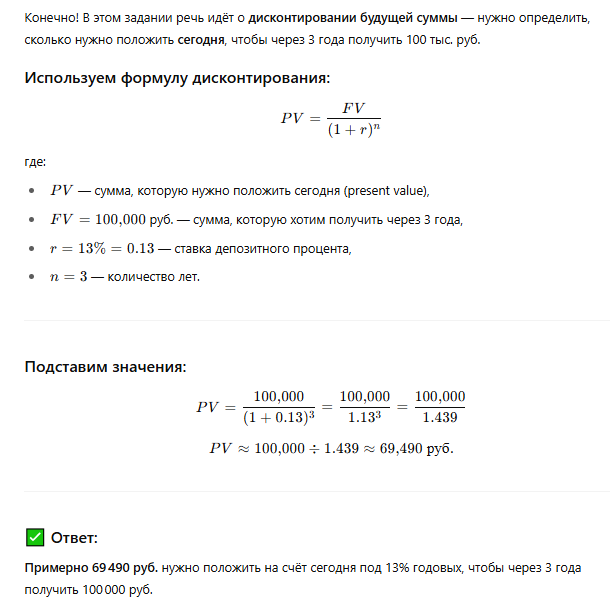 Конечно! В этом задании речь идёт о дисконтировании будущей суммы — нужно определить,
сколько нужно положить сегодня, чтобы через 3 года получить 100 тыс. руб.
Используем формулу дисконтирования:
PV = FV / (1 + r)^n
где:
• PV — сумма, которую нужно положить сегодня (present value),
• FV = 100,000 руб. — сумма, которую хотим получить через 3 года,
• r = 13% = 0.13 — ставка депозитного процента,
• n = 3 — количество лет.
Подставим значения:
PV = 100,000 / (1 + 0.13)^3 = 100,000 / 1.13^3 = 100,000 / 1.439
PV ≈ 100,000 ÷ 1.439 ≈ 69,490 руб.
✅ Ответ:
Примерно 69 490 руб. нужно положить на счёт сегодня под 13% годовых, чтобы через 3 года
получить 100 000 руб.